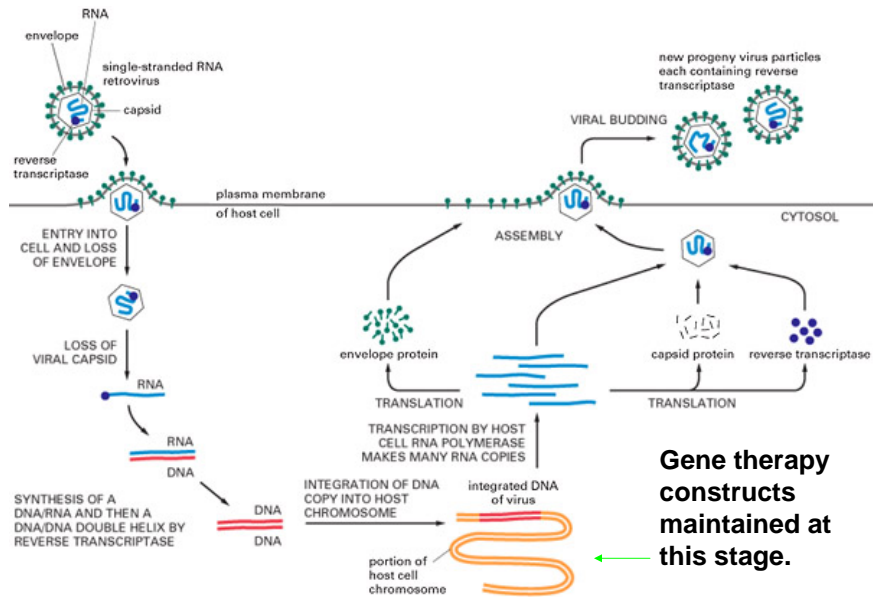 RNA
envelope
single-stranded RNA
retrovirus
capsid
reverse
transcriptase
new progeny virus particles
each containing reverse
transcriptase
VIRAL BUDDING
plasma membrane
of host cell
CYTOSOL
ASSEMBLY
ENTRY INTO
CELL AND LOSS
OF ENVELOPE
LOSS OF
VIRAL CAPSID
RNA
RNA
DNA
SYNTHESIS OF A
DNA/RNA AND THEN A
DNA/DNA DOUBLE HELIX BY
REVERSE TRANSCRIPTASE
DNA
DNA
INTEGRATION OF DNA
COPY INTO HOST
CHROMOSOME
integrated DNA
of virus
portion of
host cell
chromosome
TRANSCRIPTION BY HOST
CELL RNA POLYMERASE
MAKES MANY RNA COPIES
envelope protein
capsid protein
reverse transcriptase
TRANSLATION
TRANSLATION
Gene therapy
constructs
maintained at
this stage.